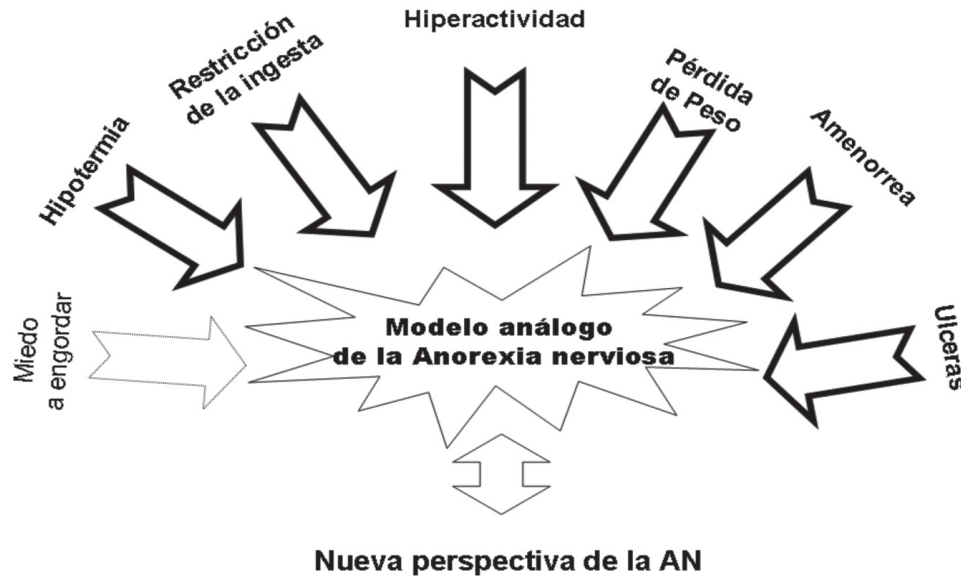 Hiperactividad
Restricción
de la ingesta
Pérdida
de Peso
Hipotermia
Amenorrea
Miedo
a engordar
Ulceras
Modelo análogo
de la Anorexia nerviosa
Nueva perspectiva de la AN